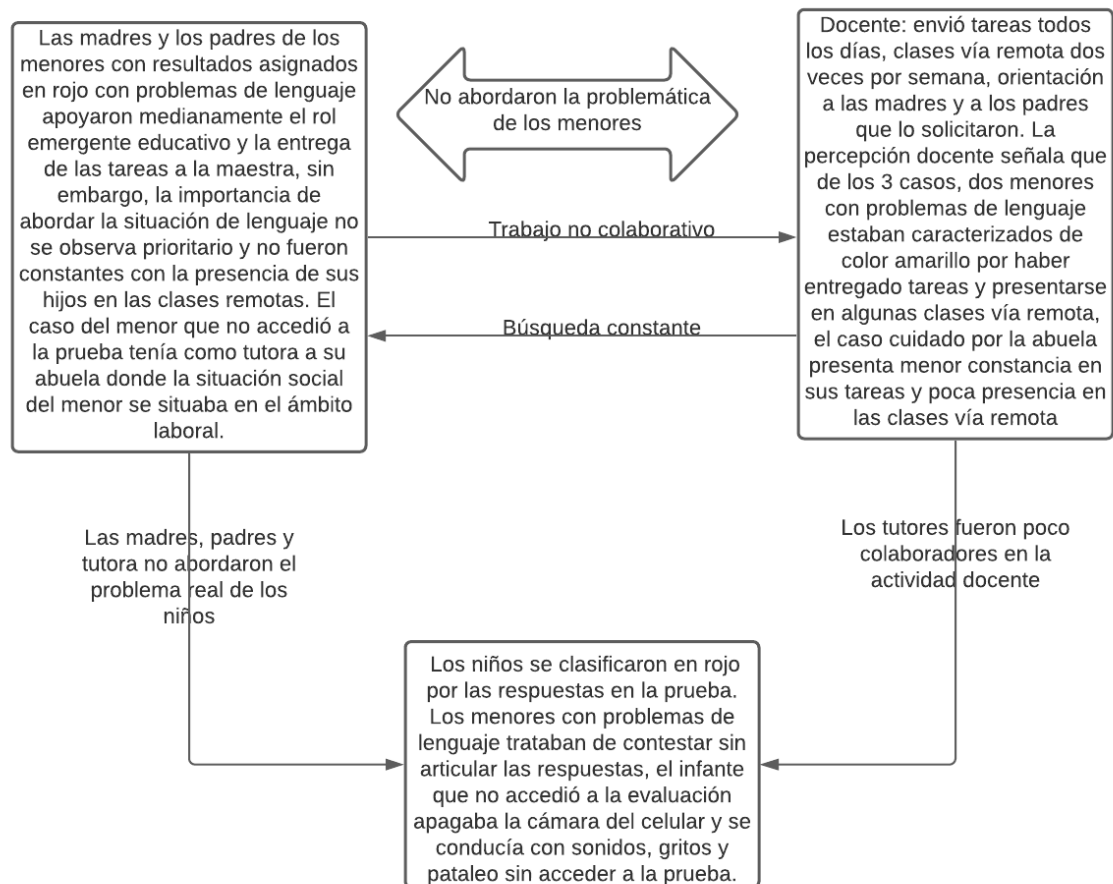 Las madres y los padres de los
menores con resultados asignados
en rojo con problemas de lenguaje
apoyaron medianamente el rol
emergente educativo y la entrega
de las tareas a la maestra, sin
embargo, la importancia de
abordar la situación de lenguaje no
se observa prioritario y no fueron
constantes con la presencia de sus
hijos en las clases remotas. El
caso del menor que no accedió a
la prueba tenía como tutora a su
abuela donde la situación social
del menor se situaba en el ámbito
laboral.
No abordaron la problemática
de los menores
Docente: envió tareas todos
los días, clases vía remota dos
veces por semana, orientación
a las madres y a los padres
que lo solicitaron. La
percepción docente señala que
de los 3 casos, dos menores
con problemas de lenguaje
estaban caracterizados de
color amarillo por haber
entregado tareas y presentarse
en algunas clases vía remota,
el caso cuidado por la abuela
presenta menor constancia en
sus tareas y poca presencia en
las clases vía remota
Trabajo no colaborativo
Búsqueda constante
Las madres, padres y
tutora no abordaron el
problema real de los
niños
Los tutores fueron poco
colaboradores en la
actividad docente
Los niños se clasificaron en rojo
por las respuestas en la prueba.
Los menores con problemas de
lenguaje trataban de contestar sin
articular las respuestas, el infante
que no accedió a la evaluación
apagaba la cámara del celular y se
conducía con sonidos, gritos y
pataleo sin acceder a la prueba.